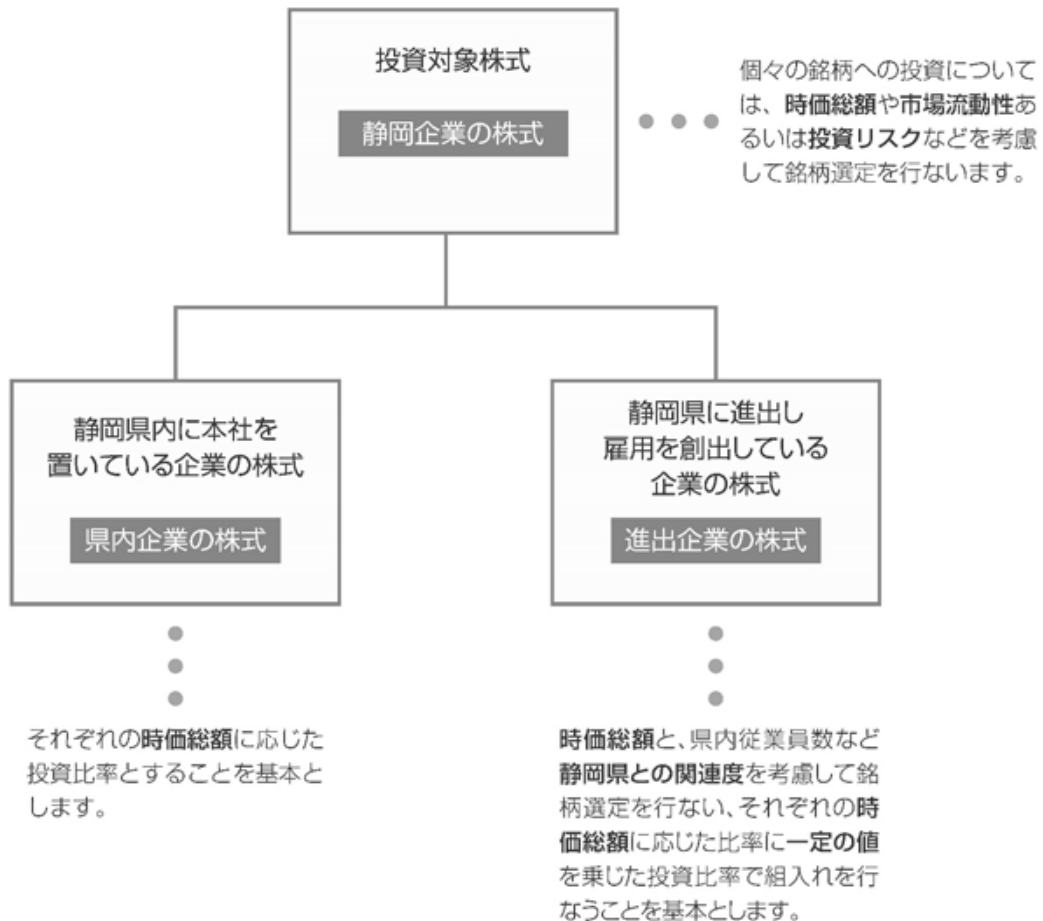 投資対象株式
静岡企業の株式
個々の銘柄への投資について
は、時価総額や市場流動性あ
るいは投資リスクなどを考慮
して銘柄選定を行ないます。
静岡県内に本社を
置いている企業の株式
県内企業の株式
それぞれの時価総額に応じた
投資比率とすることを基本と
します。
静岡県に進出し
雇用を創出している
企業の株式
進出企業の株式
時価総額と、県内従業員数など
静岡県との関連度を考慮して銘
柄選定を行ない、それぞれの時
価総額に応じた比率に一定の値
を乗じた投資比率で組入れを行
なうことを基本とします。